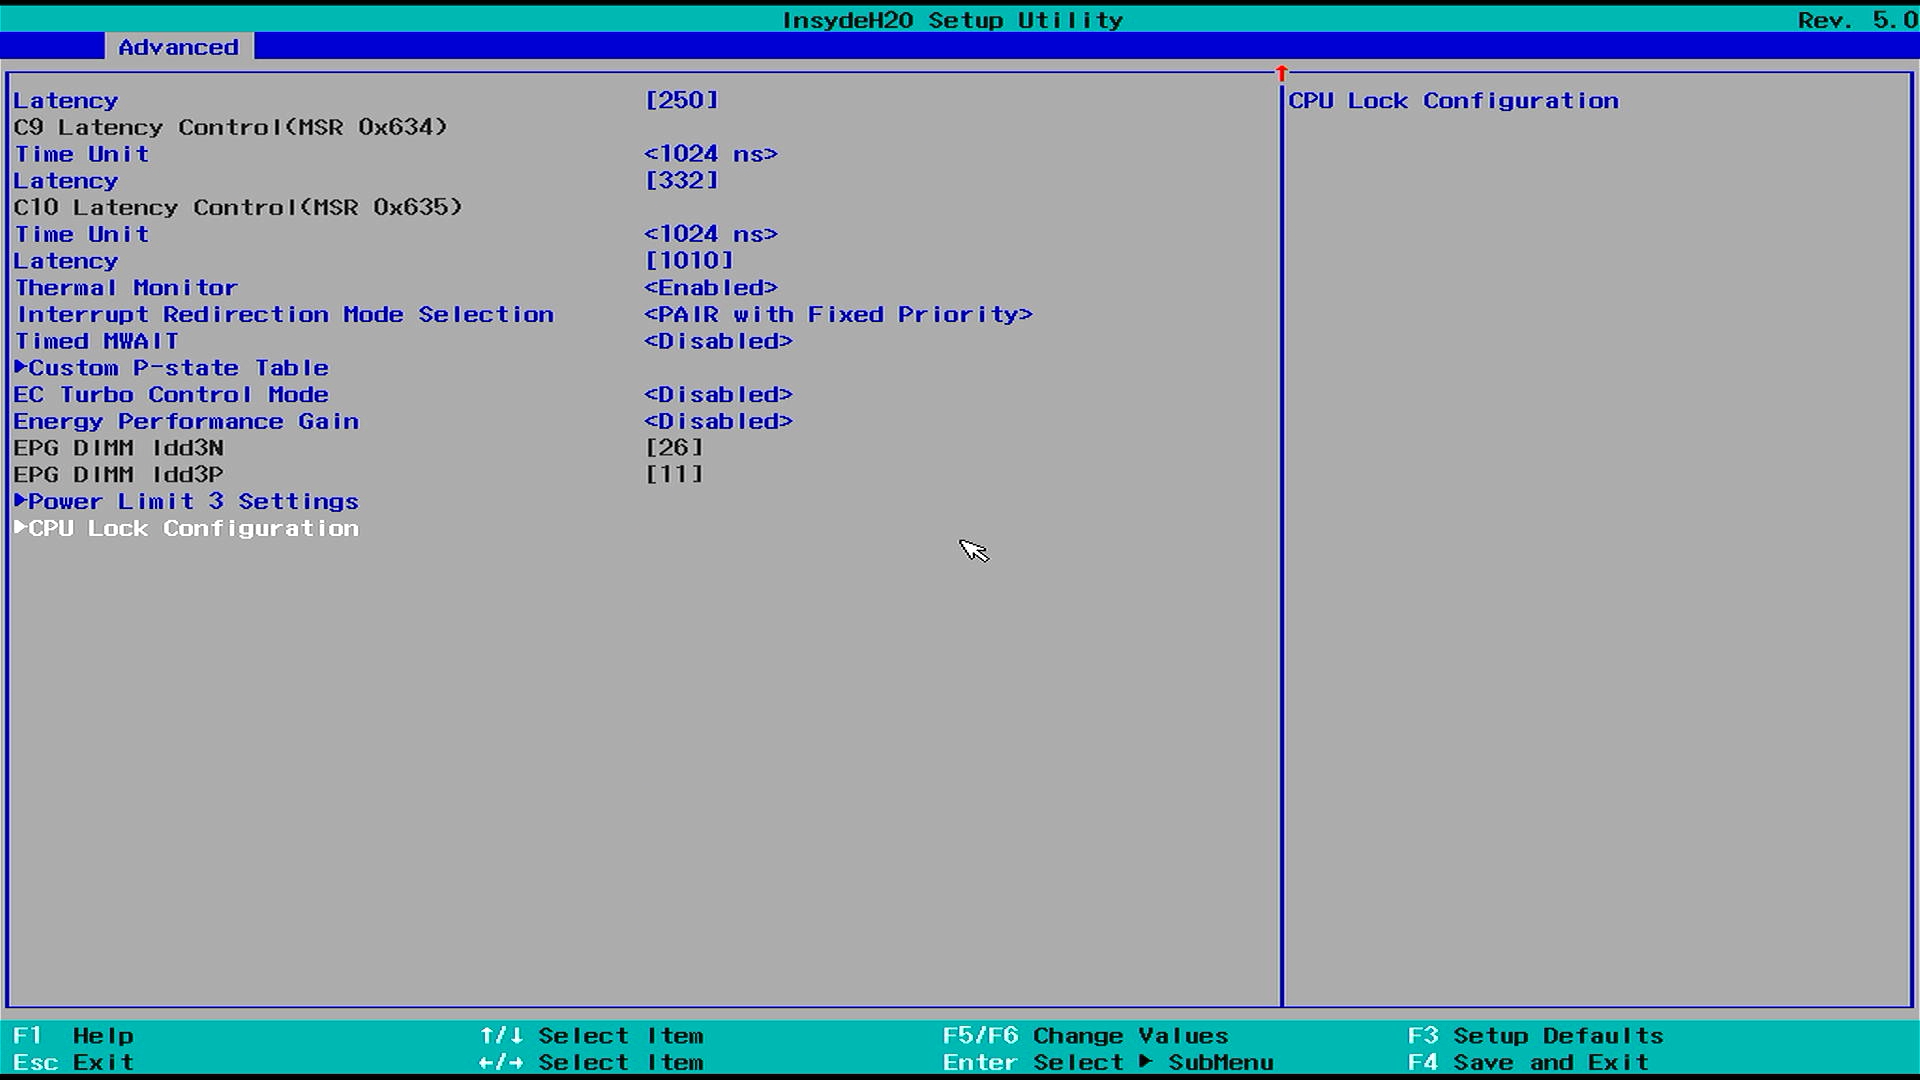 InsydeH20 Setup Utility Rev. 5.0
Advanced
Latency [250] CPU Lock Configuration
C9 Latency Control(MSR 0x634)
Time Unit <1024 ns>
Latency [332]
C10 Latency Control(MSR 0x635)
Time Unit <1024 ns>
Latency [1010]
Thermal Monitor <Enabled>
Interrupt Redirection Mode Selection <PAIR with Fixed Priority>
Timed MWAIT <Disabled>
►Custom P-state Table
EC Turbo Control Mode <Disabled>
Energy Performance Gain <Disabled>
EPG DIMM Idd3N [26]
EPG DIMM Idd3P [11]
►Power Limit 3 Settings
►CPU Lock Configuration
F1 Help ↑/↓ Select Item F5/F6 Change Values F3 Setup Defaults
Esc Exit ←/→ Select Item Enter Select ► SubMenu F4 Save and Exit